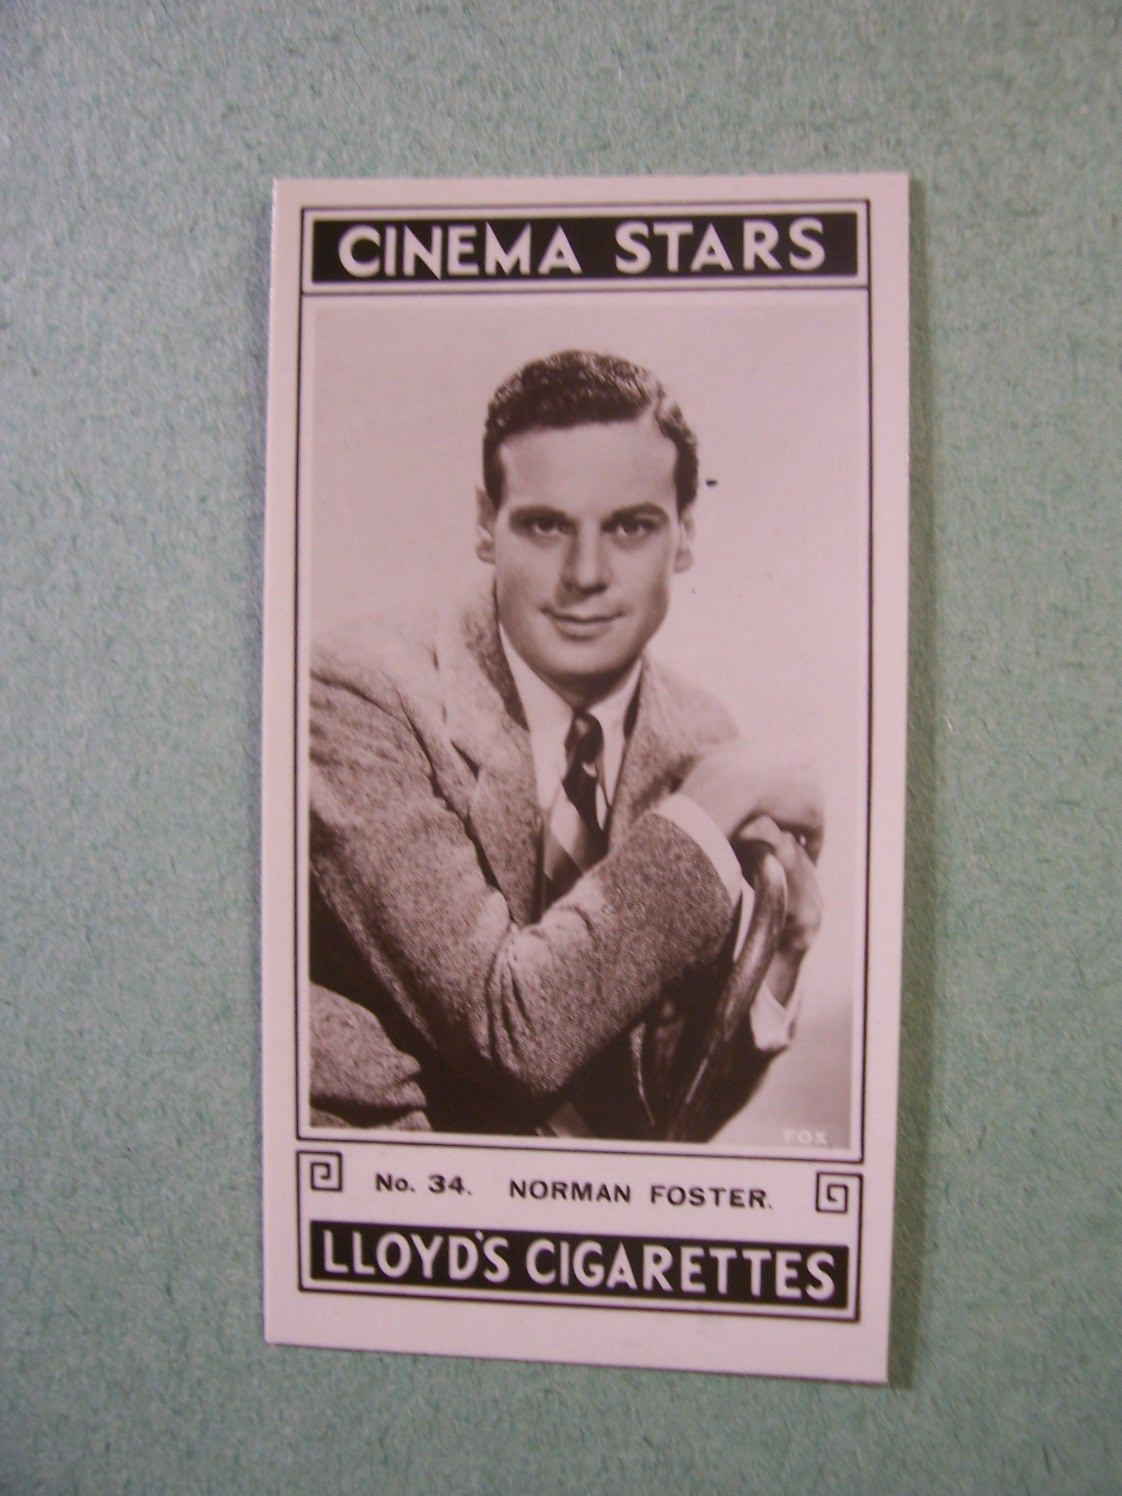 CINEMA STARS
FOX
No. 34. NORMAN FOSTER.
LLOYD'S CIGARETTES